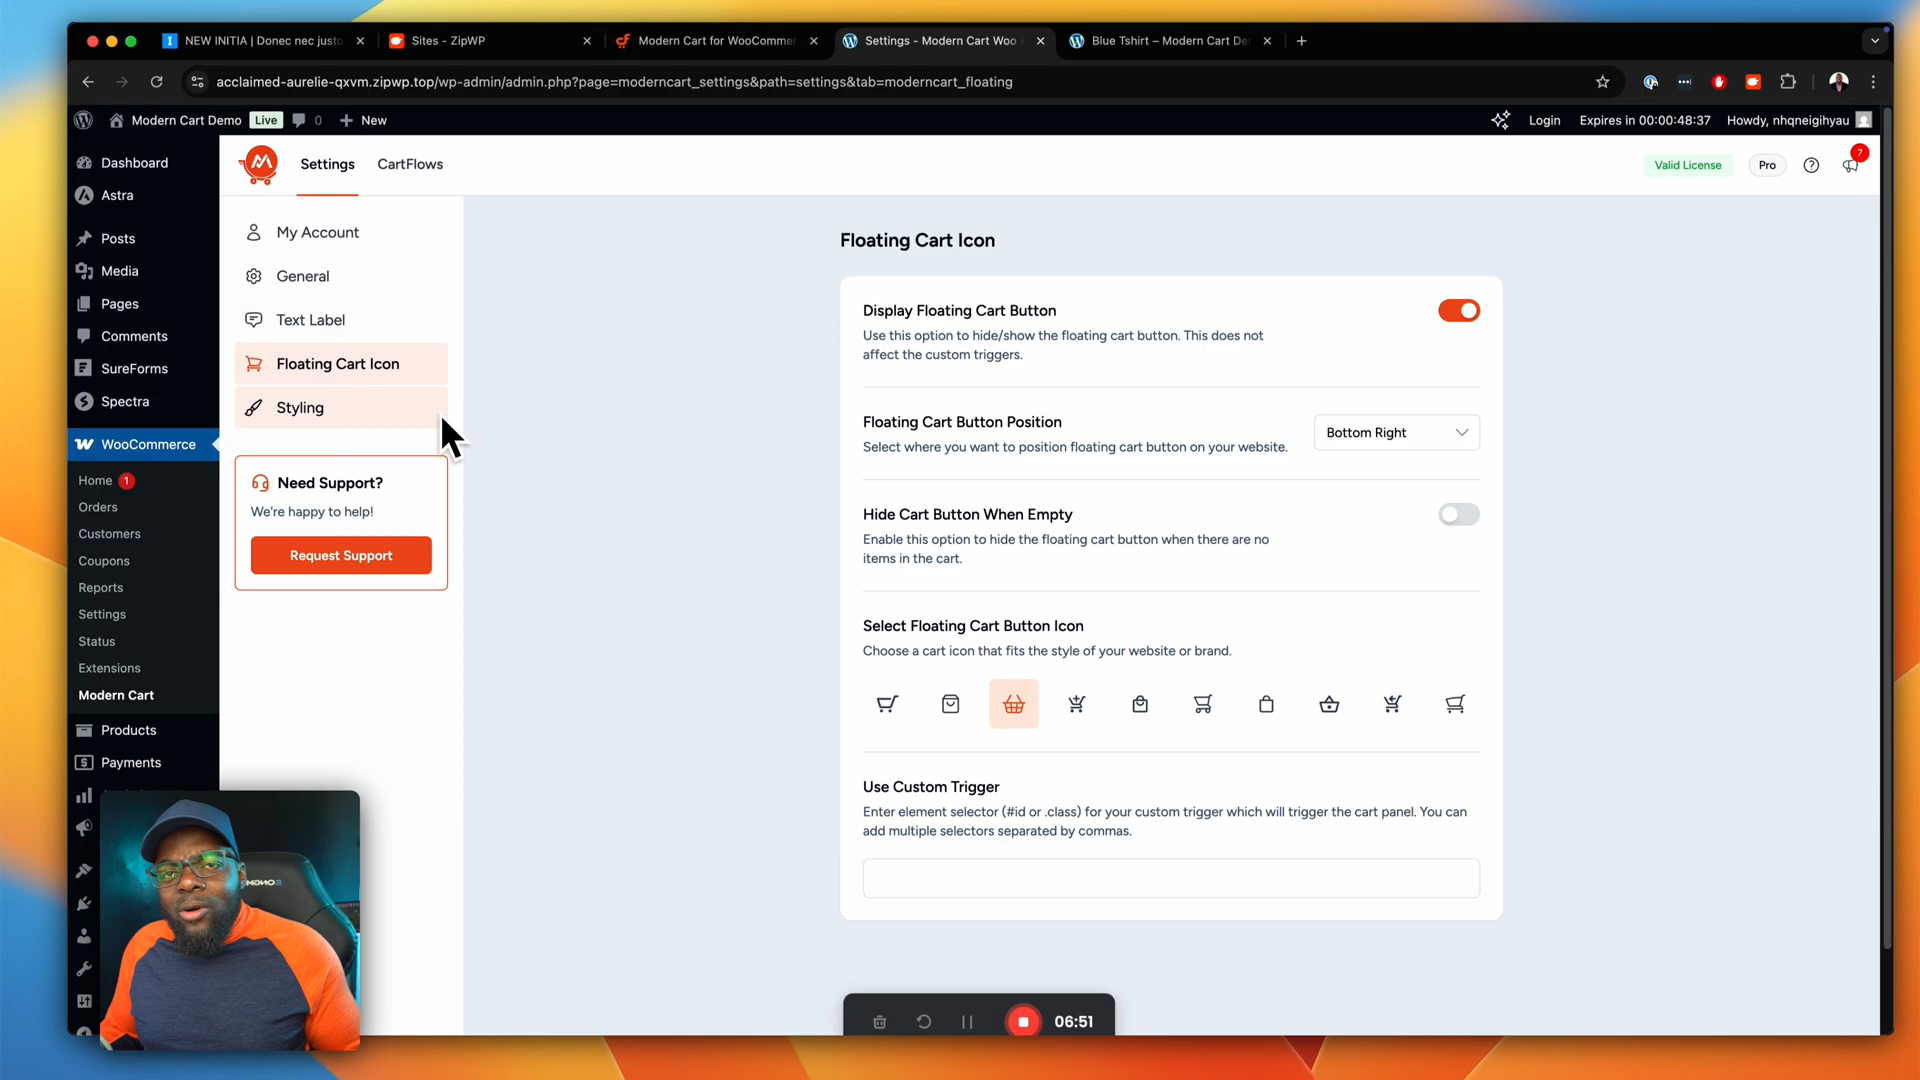 NEW INITIA | Donec nec justo
Sites - ZipWP
Modern Cart for WooCommer
Settings - Modern Cart Woo
Blue Tshirt – Modern Cart De
acclaimed-aurelie-qxvm.zipwp.top/wp-admin/admin.php?page=moderncart_settings&path=settings&tab=moderncart_floating
Modern Cart Demo
Live
0
New
Login
Expires in 00:00:48:37
Howdy, nhqneigihyau
Dashboard
Astra
Posts
Media
Pages
Comments
SureForms
Spectra
WooCommerce
Home 1
Orders
Customers
Coupons
Reports
Settings
Status
Extensions
Modern Cart
Products
Payments
Settings
CartFlows
Valid License
Pro
7
My Account
General
Text Label
Floating Cart Icon
Styling
Need Support?
We're happy to help!
Request Support
Floating Cart Icon
Display Floating Cart Button
Use this option to hide/show the floating cart button. This does not
affect the custom triggers.
Floating Cart Button Position
Select where you want to position floating cart button on your website.
Bottom Right
Hide Cart Button When Empty
Enable this option to hide the floating cart button when there are no
items in the cart.
Select Floating Cart Button Icon
Choose a cart icon that fits the style of your website or brand.
Use Custom Trigger
Enter element selector (#id or .class) for your custom trigger which will trigger the cart panel. You can
add multiple selectors separated by commas.
06:51